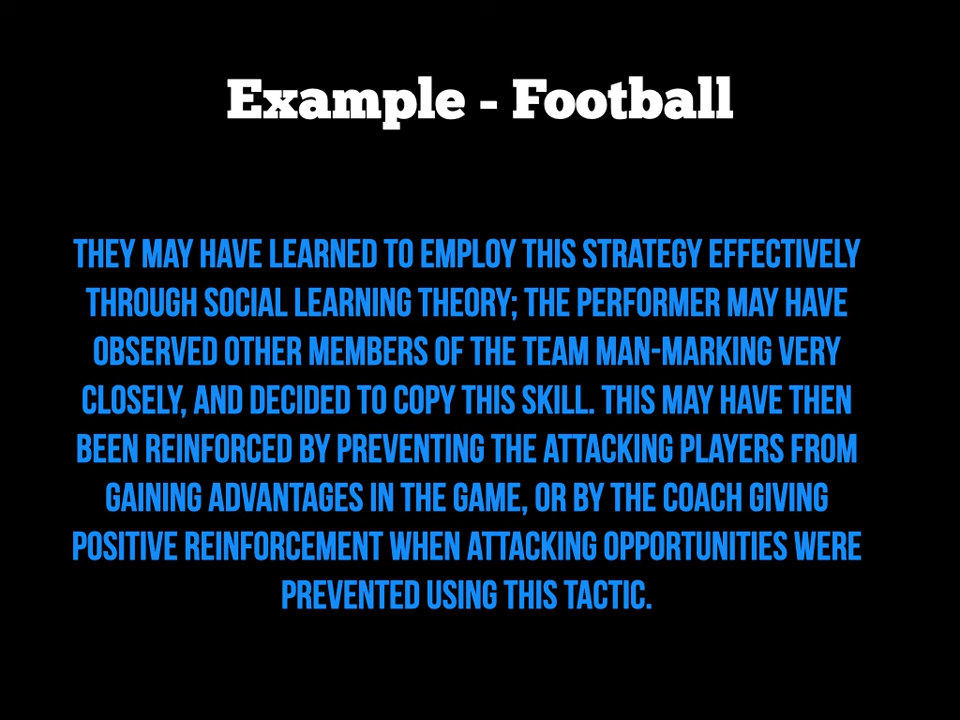 Example - Football
THEY MAY HAVE LEARNED TO EMPLOY THIS STRATEGY EFFECTIVELY
THROUGH SOCIAL LEARNING THEORY; THE PERFORMER MAY HAVE
OBSERVED OTHER MEMBERS OF THE TEAM MAN-MARKING VERY
CLOSELY, AND DECIDED TO COPY THIS SKILL. THIS MAY HAVE THEN
BEEN REINFORCED BY PREVENTING THE ATTACKING PLAYERS FROM
GAINING ADVANTAGES IN THE GAME, OR BY THE COACH GIVING
POSITIVE REINFORCEMENT WHEN ATTACKING OPPORTUNITIES WERE
PREVENTED USING THIS TACTIC.